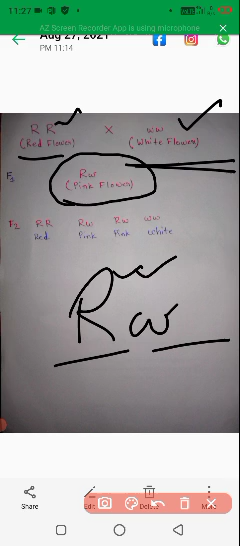 11:27
AZ Screen Recorder App is using microphone
Aug 27, 2021
PM 11:14
R R x ww
(Red Flower) (White Flower)
F1 Rw
(Pink Flower)
F2 RR Rw Rw ww
Red Pink Pink White
Rw
Share Edit Delete More